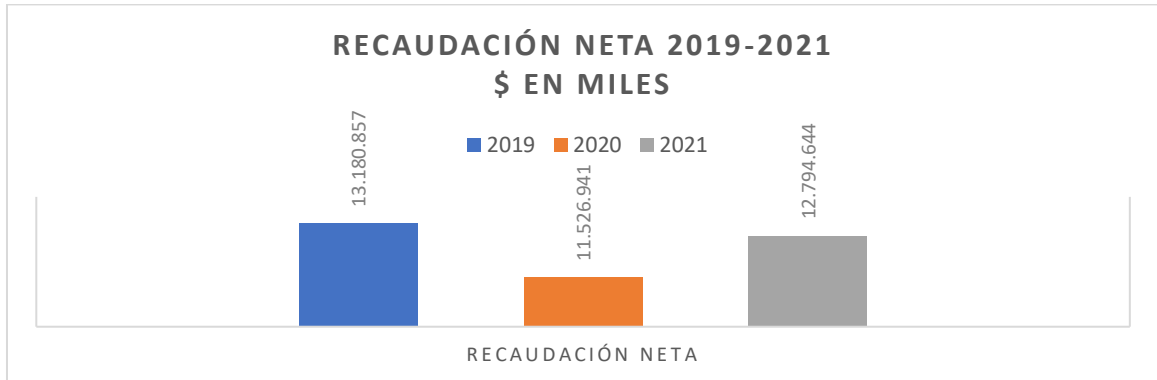 RECAUDACIÓN NETA 2019-2021
$ EN MILES
2019 2020 2021
13.180.857
11.526.941
12.794.644
RECAUDACIÓN NETA